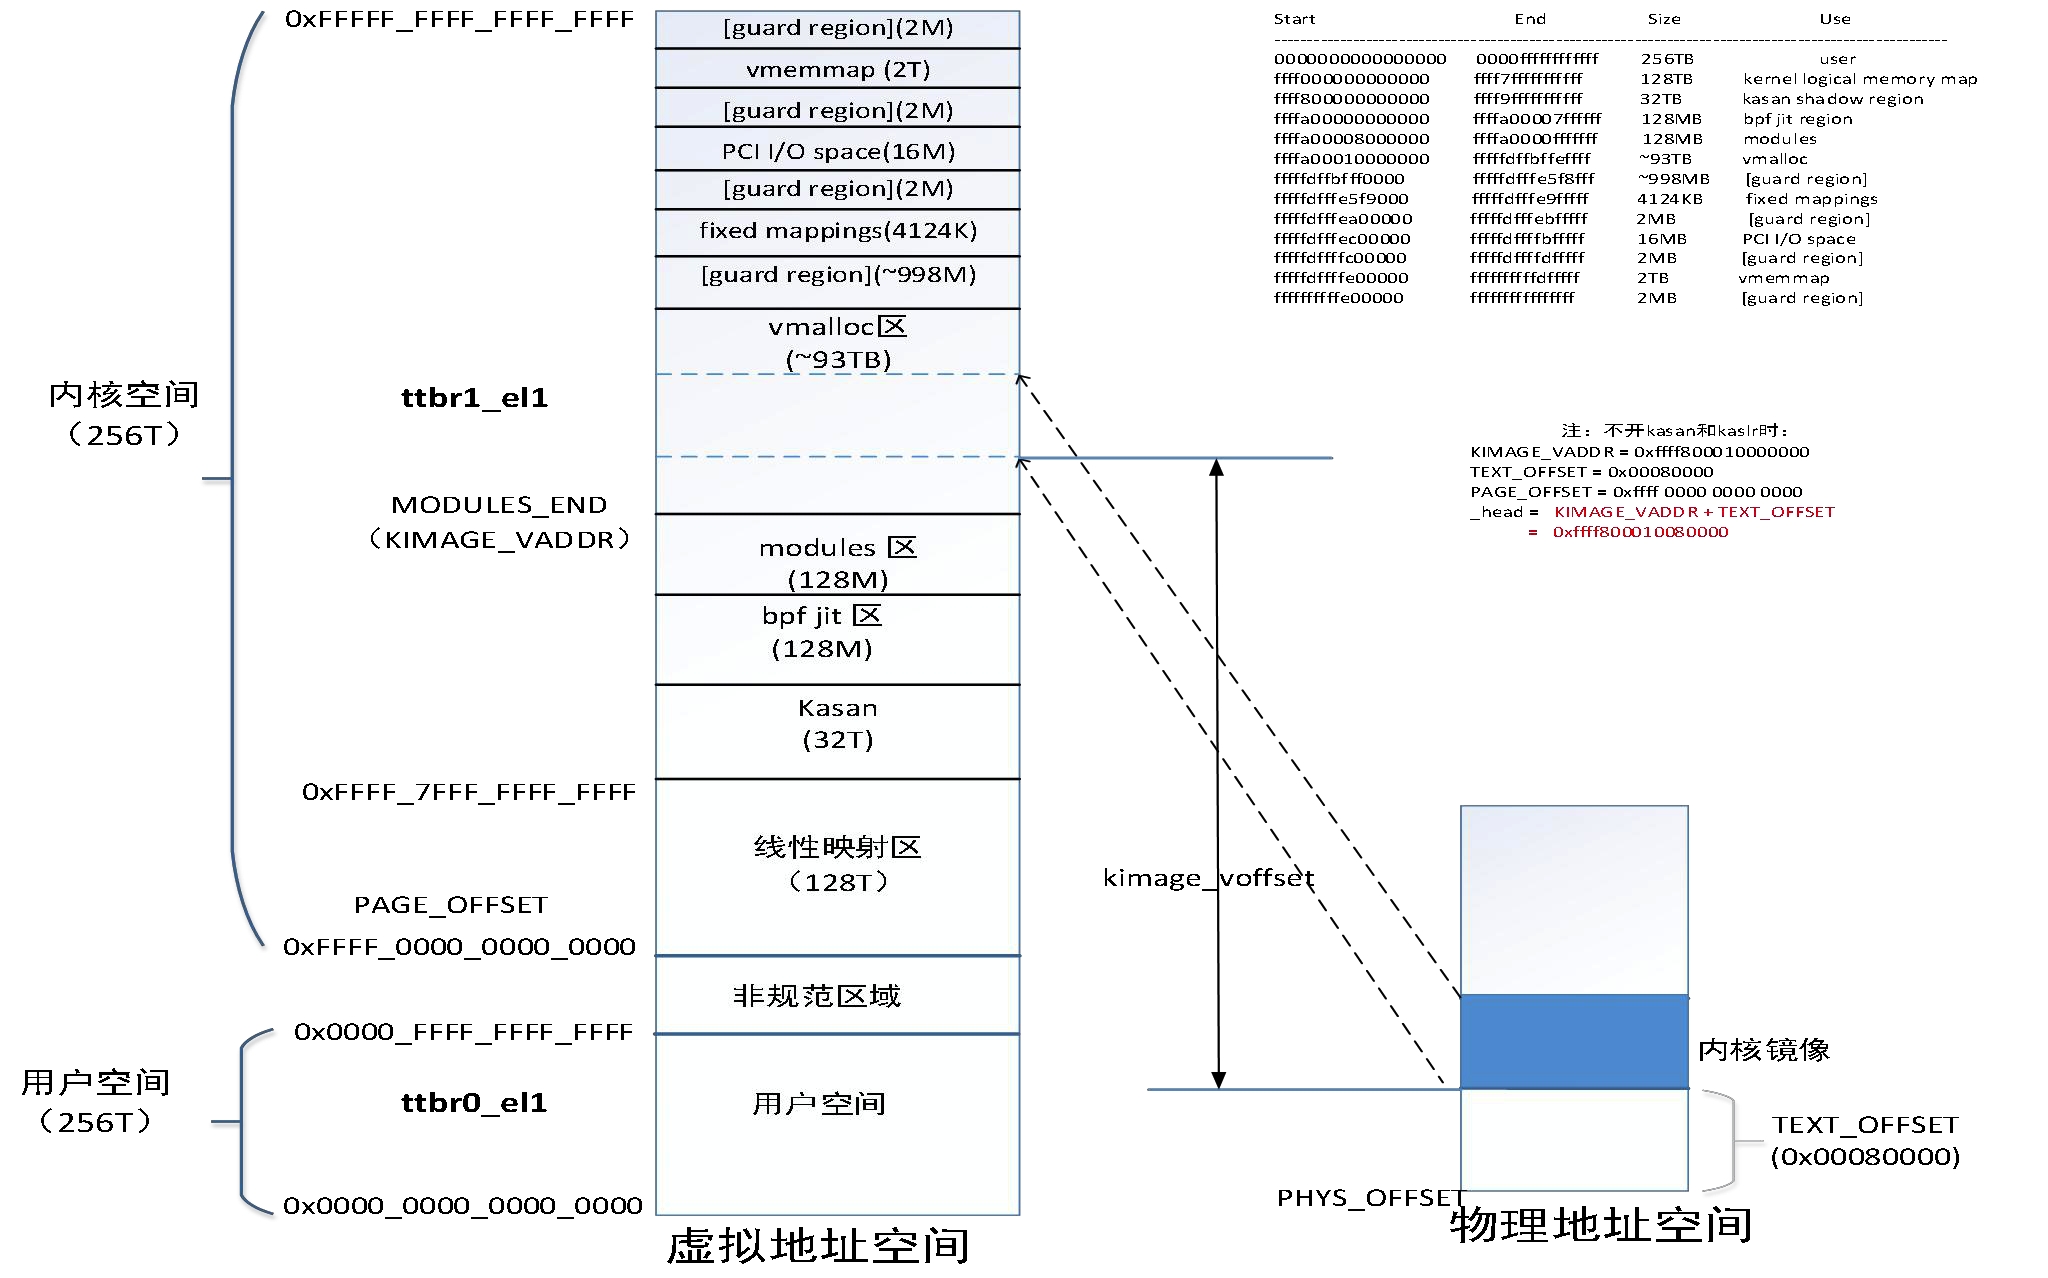 0xFFFFF_FFFF_FFFF_FFFF
[guard region](2M)
vmemmap (2T)
[guard region](2M)
PCI I/O space(16M)
[guard region](2M)
fixed mappings(4124K)
[guard region](~998M)
vmalloc区
(~93TB)
内核空间
（256T）
ttbr1_el1
MODULES_END
（KIMAGE_VADDR）
modules 区
(128M)
bpf jit 区
(128M)
Kasan
(32T)
0xFFFF_7FFF_FFFF_FFFF
线性映射区
（128T）
PAGE_OFFSET
0xFFFF_0000_0000_0000
非规范区域
0x0000_FFFF_FFFF_FFFF
用户空间
（256T）
ttbr0_el1
用户空间
0x0000_0000_0000_0000
虚拟地址空间
Start End Size Use
0000000000000000 0000ffffffffffff 256TB user
ffff000000000000 ffff7fffffffffff 128TB kernel logical memory map
ffff800000000000 ffff9fffffffffff 32TB kasan shadow region
ffffa00000000000 ffffa00007ffffff 128MB bpf jit region
ffffa00008000000 ffffa0000fffffff 128MB modules
ffffa00010000000 fffffdffbffeffff ~93TB vmalloc
fffffdffbfff0000 fffffdfffe5f8fff ~998MB [guard region]
fffffdfffe5f9000 fffffdfffe9fffff 4124KB fixed mappings
fffffdfffea00000 fffffdfffebfffff 2MB [guard region]
fffffdfffec00000 fffffdffffbfffff 16MB PCI I/O space
fffffdffffc00000 fffffdffffdfffff 2MB [guard region]
fffffdffffe00000 ffffffffffdfffff 2TB vmemmap
ffffffffffe00000 ffffffffffffffff 2MB [guard region]
注：不开kasan和kaslr时：
KIMAGE_VADDR = 0xffff800010000000
TEXT_OFFSET = 0x00080000
PAGE_OFFSET = 0xffff 0000 0000 0000
_head = KIMAGE_VADDR + TEXT_OFFSET
= 0xffff800010080000
kimage_voffset
内核镜像
TEXT_OFFSET
(0x00080000)
PHYS_OFFSET
物理地址空间